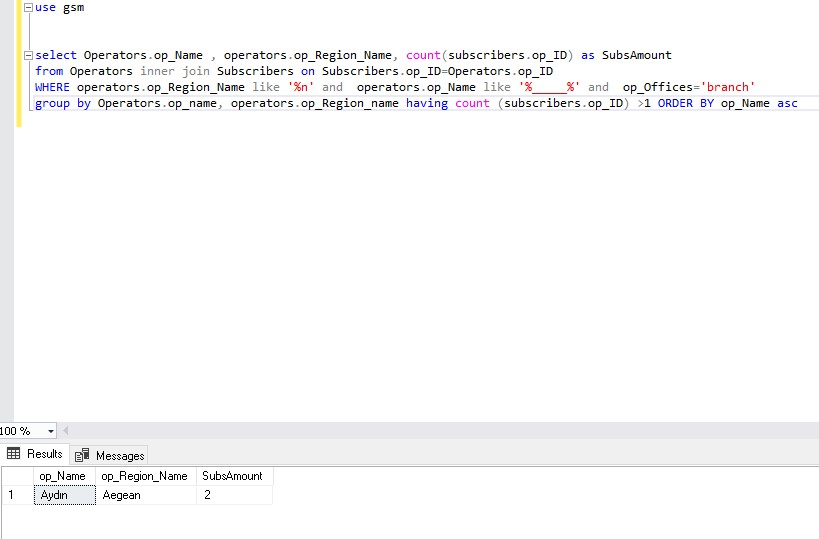 use gsm
select Operators.op_Name , operators.op_Region_Name, count(subscribers.op_ID) as SubsAmount
from Operators inner join Subscribers on Subscribers.op_ID=Operators.op_ID
WHERE operators.op_Region_Name like '%n' and  operators.op_Name like '%_____%' and  op_Offices='branch'
group by Operators.op_name, operators.op_Region_name having count (subscribers.op_ID) >1 ORDER BY op_Name asc
100 %
Results Messages
op_Name op_Region_Name SubsAmount
1 Aydın Aegean 2